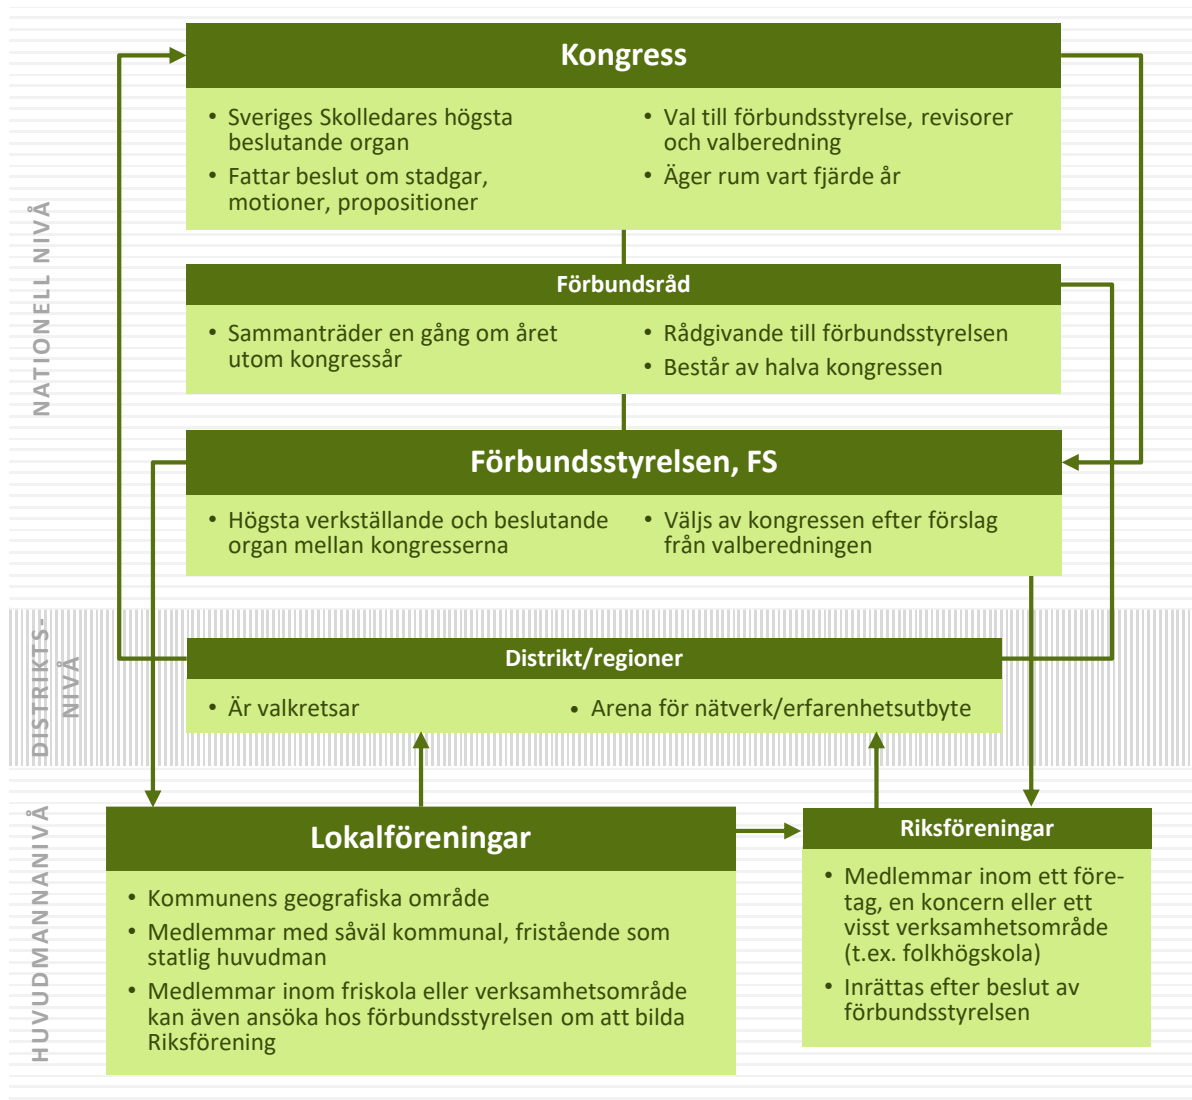 Kongress
• Sveriges Skolledares högsta
beslutande organ
• Fattar beslut om stadgar,
motioner, propositioner
• Val till förbundsstyrelse, revisorer
och valberedning
• Äger rum vart fjärde år
NATIONELL NIVÅ
Förbundsråd
• Sammanträder en gång om året
utom kongressår
• Rådgivande till förbundsstyrelsen
• Består av halva kongressen
Förbundsstyrelsen, FS
• Högsta verkställande och beslutande
organ mellan kongresserna
• Väljs av kongressen efter förslag
från valberedningen
DISTRIKTS-
NIVÅ
Distrikt/regioner
• Är valkretsar
• Arena för nätverk/erfarenhetsutbyte
HUVUDMANNANIVÅ
Lokalföreningar
• Kommunens geografiska område
• Medlemmar med såväl kommunal, fristående som
statlig huvudman
• Medlemmar inom friskola eller verksamhetsområde
kan även ansöka hos förbundsstyrelsen om att bilda
Riksförening
Riksföreningar
• Medlemmar inom ett före-
tag, en koncern eller ett
visst verksamhetsområde
(t.ex. folkhögskola)
• Inrättas efter beslut av
förbundsstyrelsen